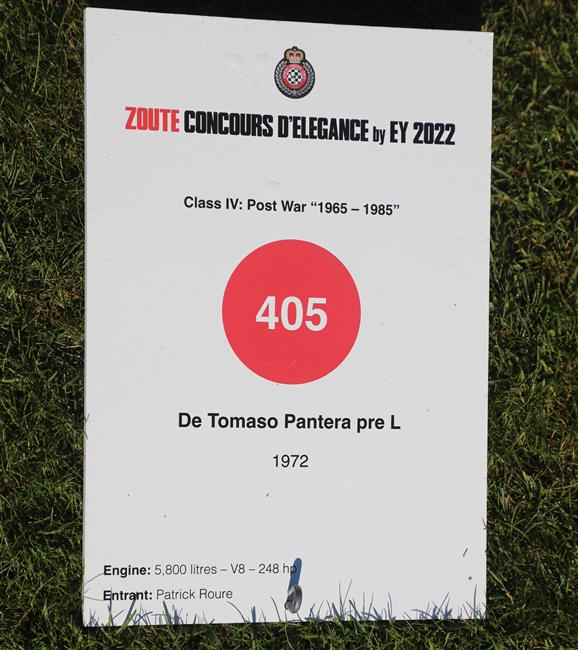 ZOUTE CONCOURS D'ELEGANCE by EY 2022
Class IV: Post War “1965 – 1985”
405
De Tomaso Pantera pre L
1972
Engine: 5,800 litres – V8 – 248 hp
Entrant: Patrick Roure